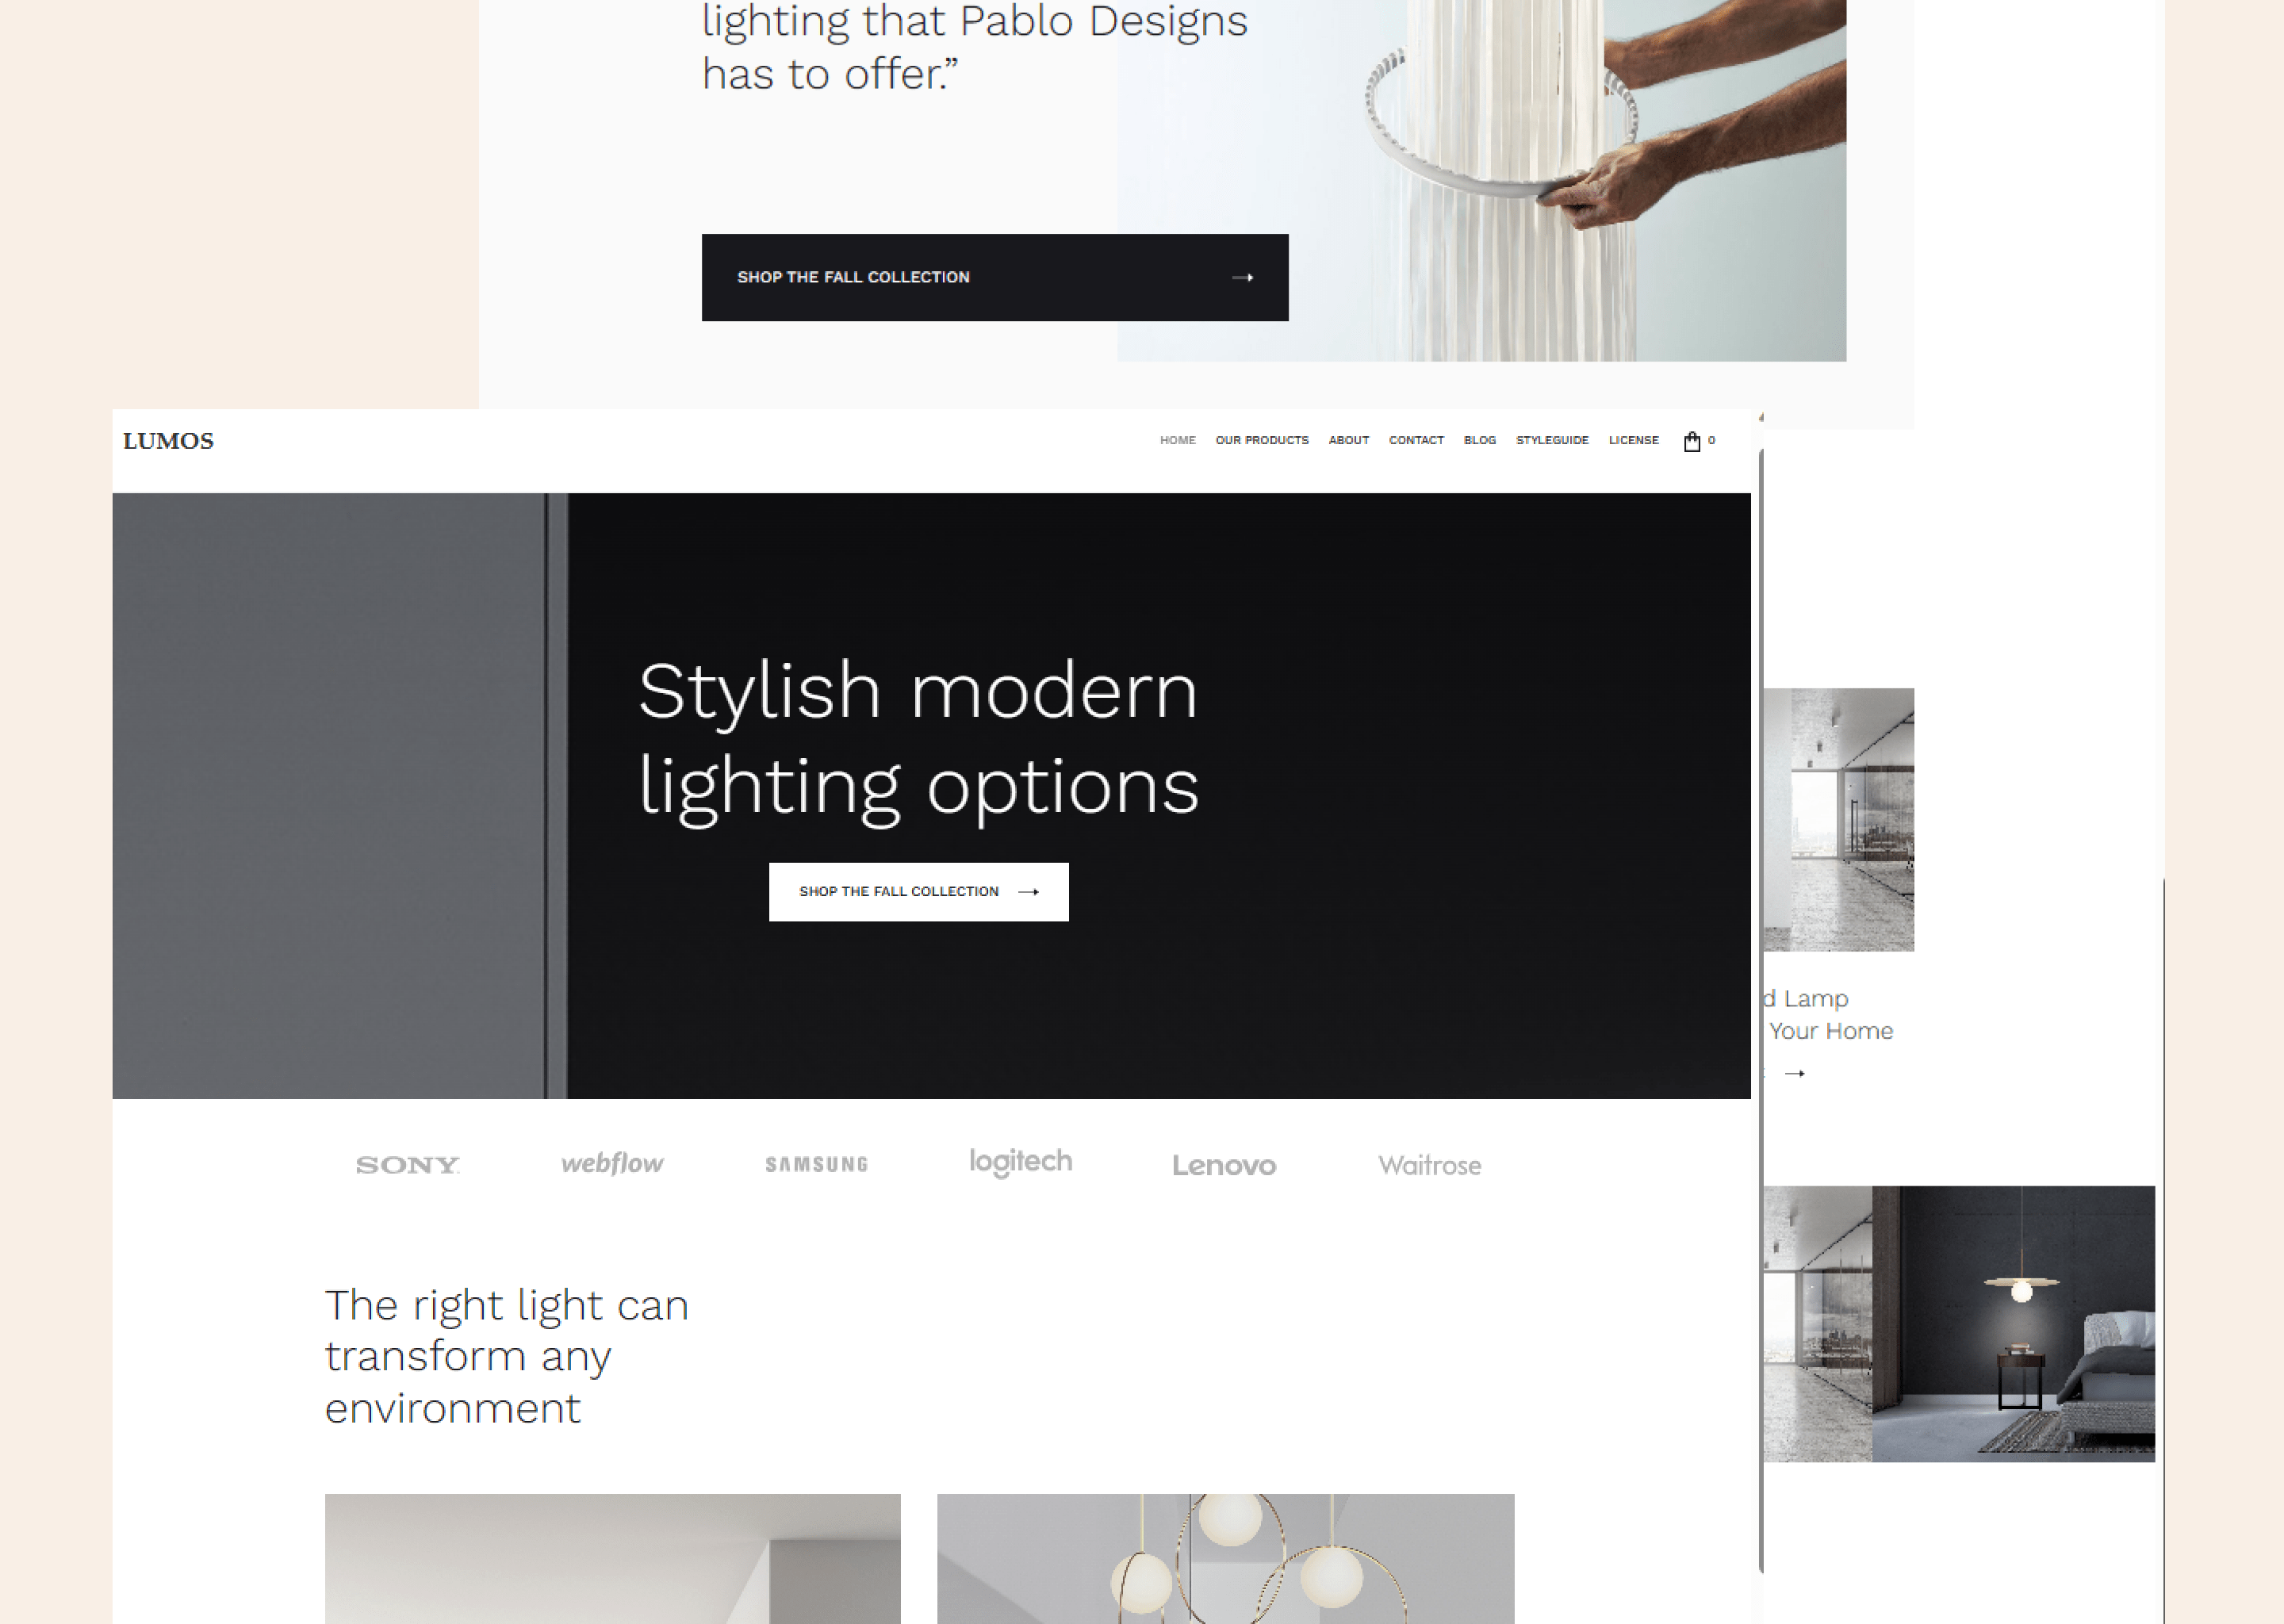 lighting that Pablo Designs
has to offer.”
SHOP THE FALL COLLECTION
LUMOS
HOME OUR PRODUCTS ABOUT CONTACT BLOG STYLEGUIDE LICENSE 0
Stylish modern
lighting options
SHOP THE FALL COLLECTION
Lamp
Your Home
SONY
webflow
SAMSUNG
logitech
Lenovo
Waitrose
The right light can
transform any
environment